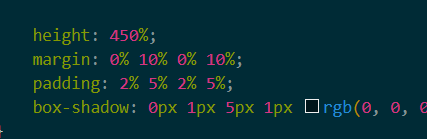 height: 450%;
margin: 0% 10% 0% 10%;
padding: 2% 5% 2% 5%;
box-shadow: 0px 1px 5px 1px rgb(0, 0, 0
}